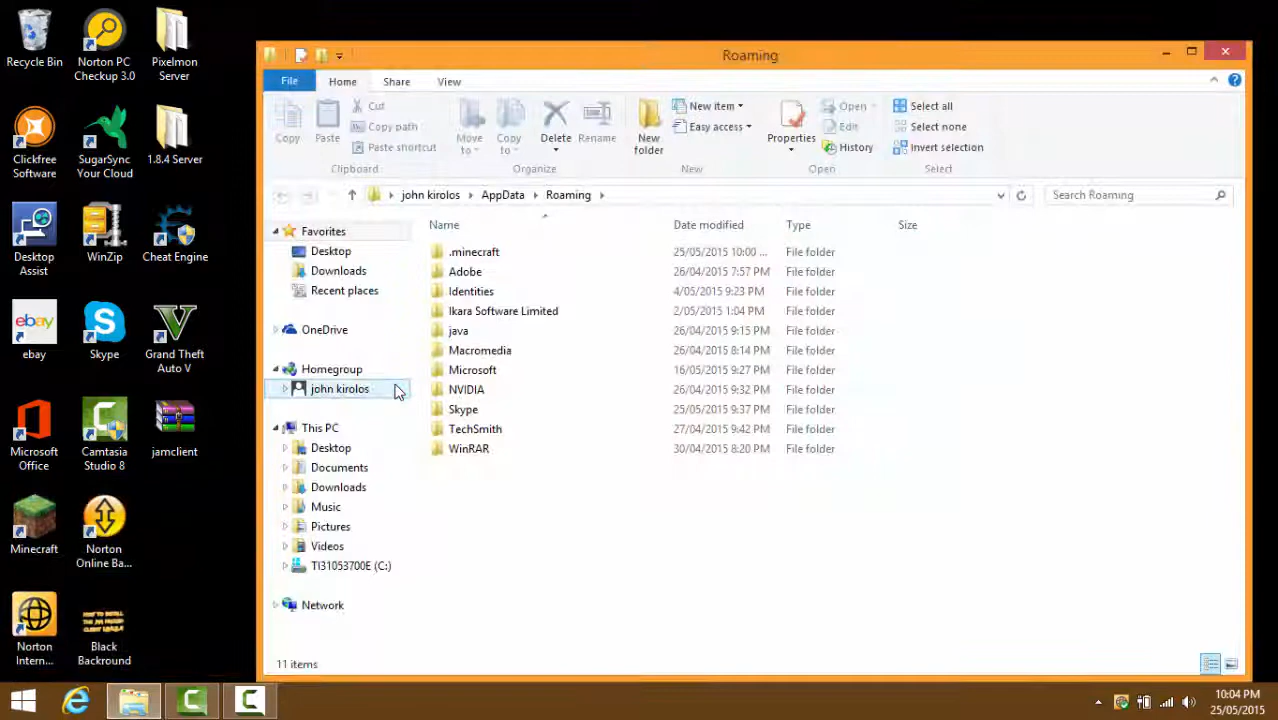 Recycle Bin
Norton PC
Checkup 3.0
Pixelmon
Server
Clickfree
Software
SugarSync
Your Cloud
1.8.4 Server
Desktop
Assist
WinZip
Cheat Engine
ebay
ebay
Skype
Grand Theft
Auto V
Microsoft
Office
Camtasia
Studio 8
jamclient
Minecraft
Norton
Online Ba...
Norton
Intern...
Black
Backround
Roaming
File
Home
Share
View
Copy
Paste
Cut
Copy path
Paste shortcut
Clipboard
Move
to
Copy
to
Delete
Rename
Organize
New
folder
New item
Easy access
New
Properties
Open
Edit
History
Open
Select all
Select none
Invert selection
Select
john kirolos
AppData
Roaming
Search Roaming
Name
Date modified
Type
Size
Favorites
Desktop
Downloads
Recent places
OneDrive
Homegroup
john kirolos
This PC
Desktop
Documents
Downloads
Music
Pictures
Videos
TI31053700E (C:)
Network
.minecraft 25/05/2015 10:00 ... File folder
Adobe 26/04/2015 7:57 PM File folder
Identities 4/05/2015 9:23 PM File folder
Ikara Software Limited 2/05/2015 1:04 PM File folder
java 26/04/2015 9:15 PM File folder
Macromedia 26/04/2015 8:14 PM File folder
Microsoft 16/05/2015 9:27 PM File folder
NVIDIA 26/04/2015 9:32 PM File folder
Skype 25/05/2015 9:37 PM File folder
TechSmith 27/04/2015 9:42 PM File folder
WinRAR 30/04/2015 8:20 PM File folder
11 items
10:04 PM
25/05/2015